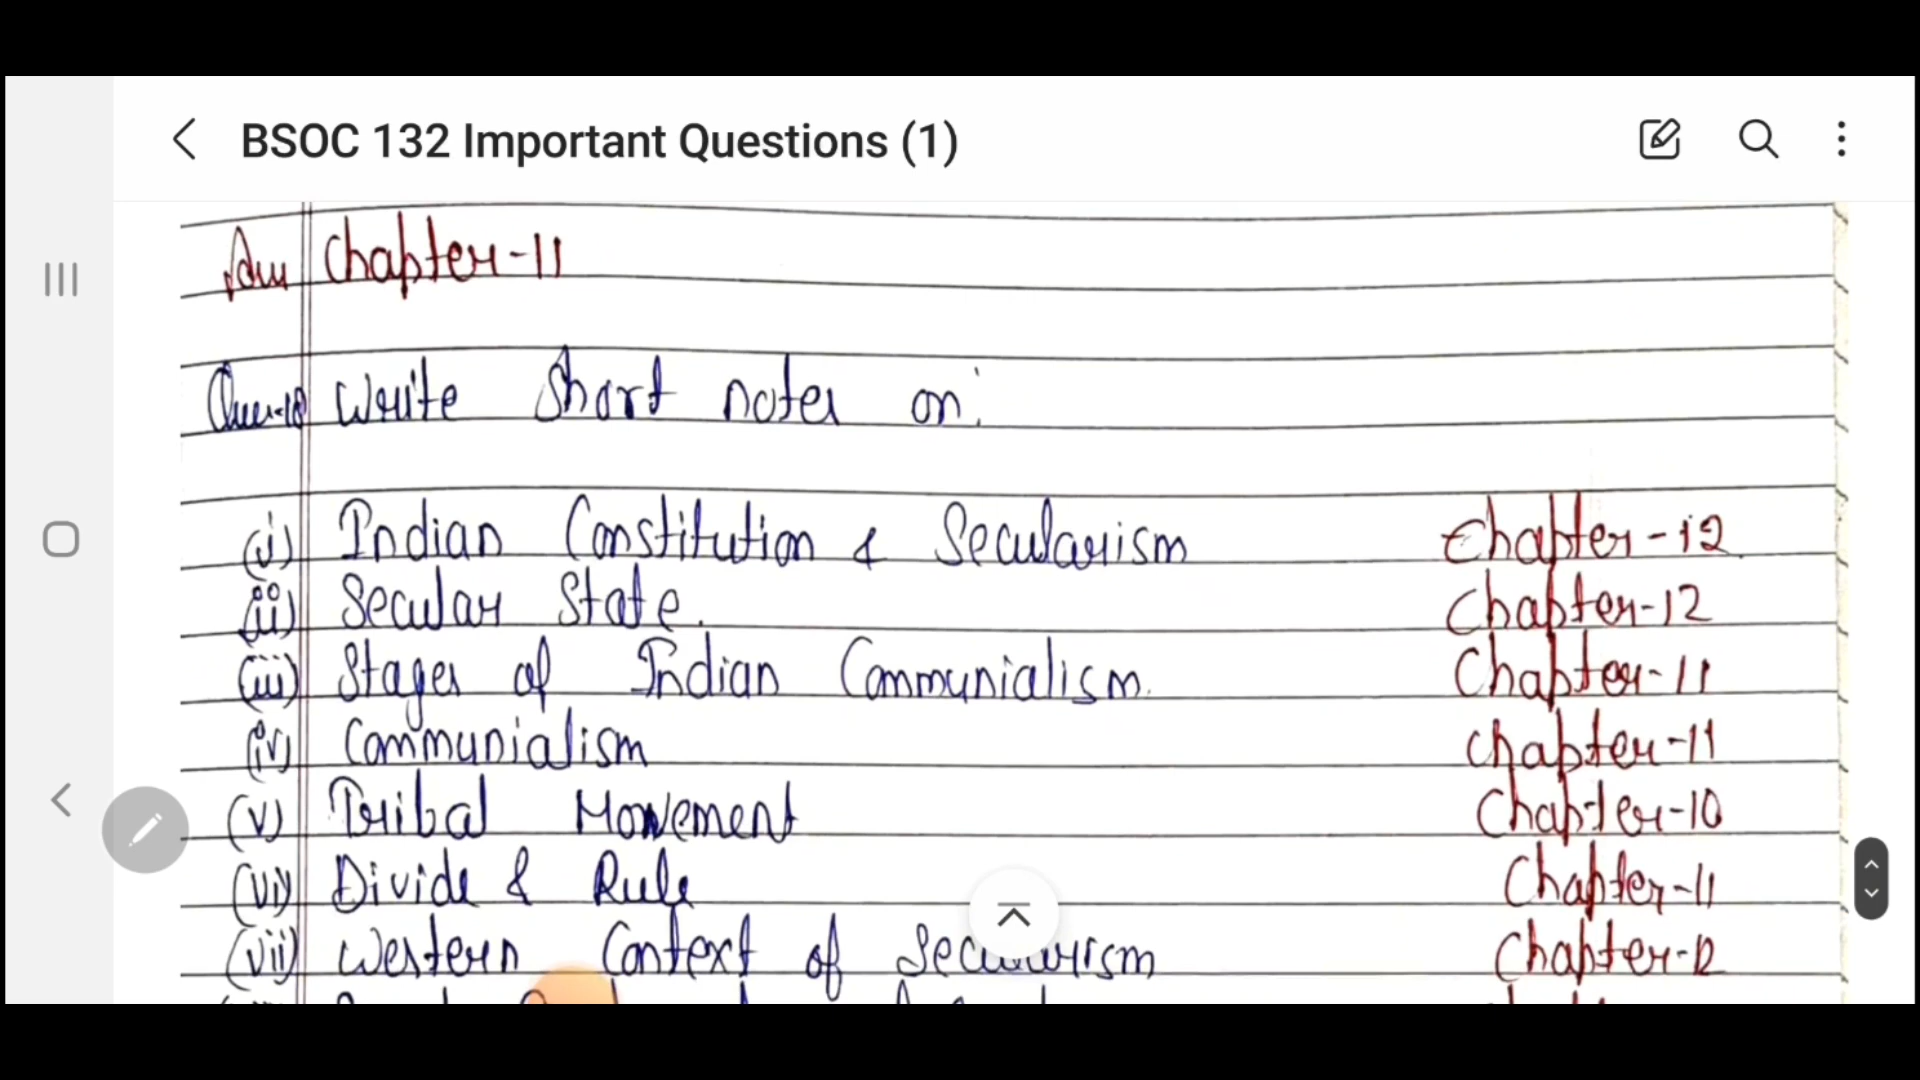 BSOC 132 Important Questions (1)
Ans Chapter-11
Ques-10 Write Short notes on:
(i) Indian Constitution & Secularism Chapter-12
(ii) Secular State. Chapter-12
(iii) Stages of Indian Communialism. Chapter-11
(iv) Communialism Chapter-11
(v) Tribal Movement Chapter-10
(vi) Divide & Rule Chapter-11
(vii) Western Context of Secularism Chapter-12